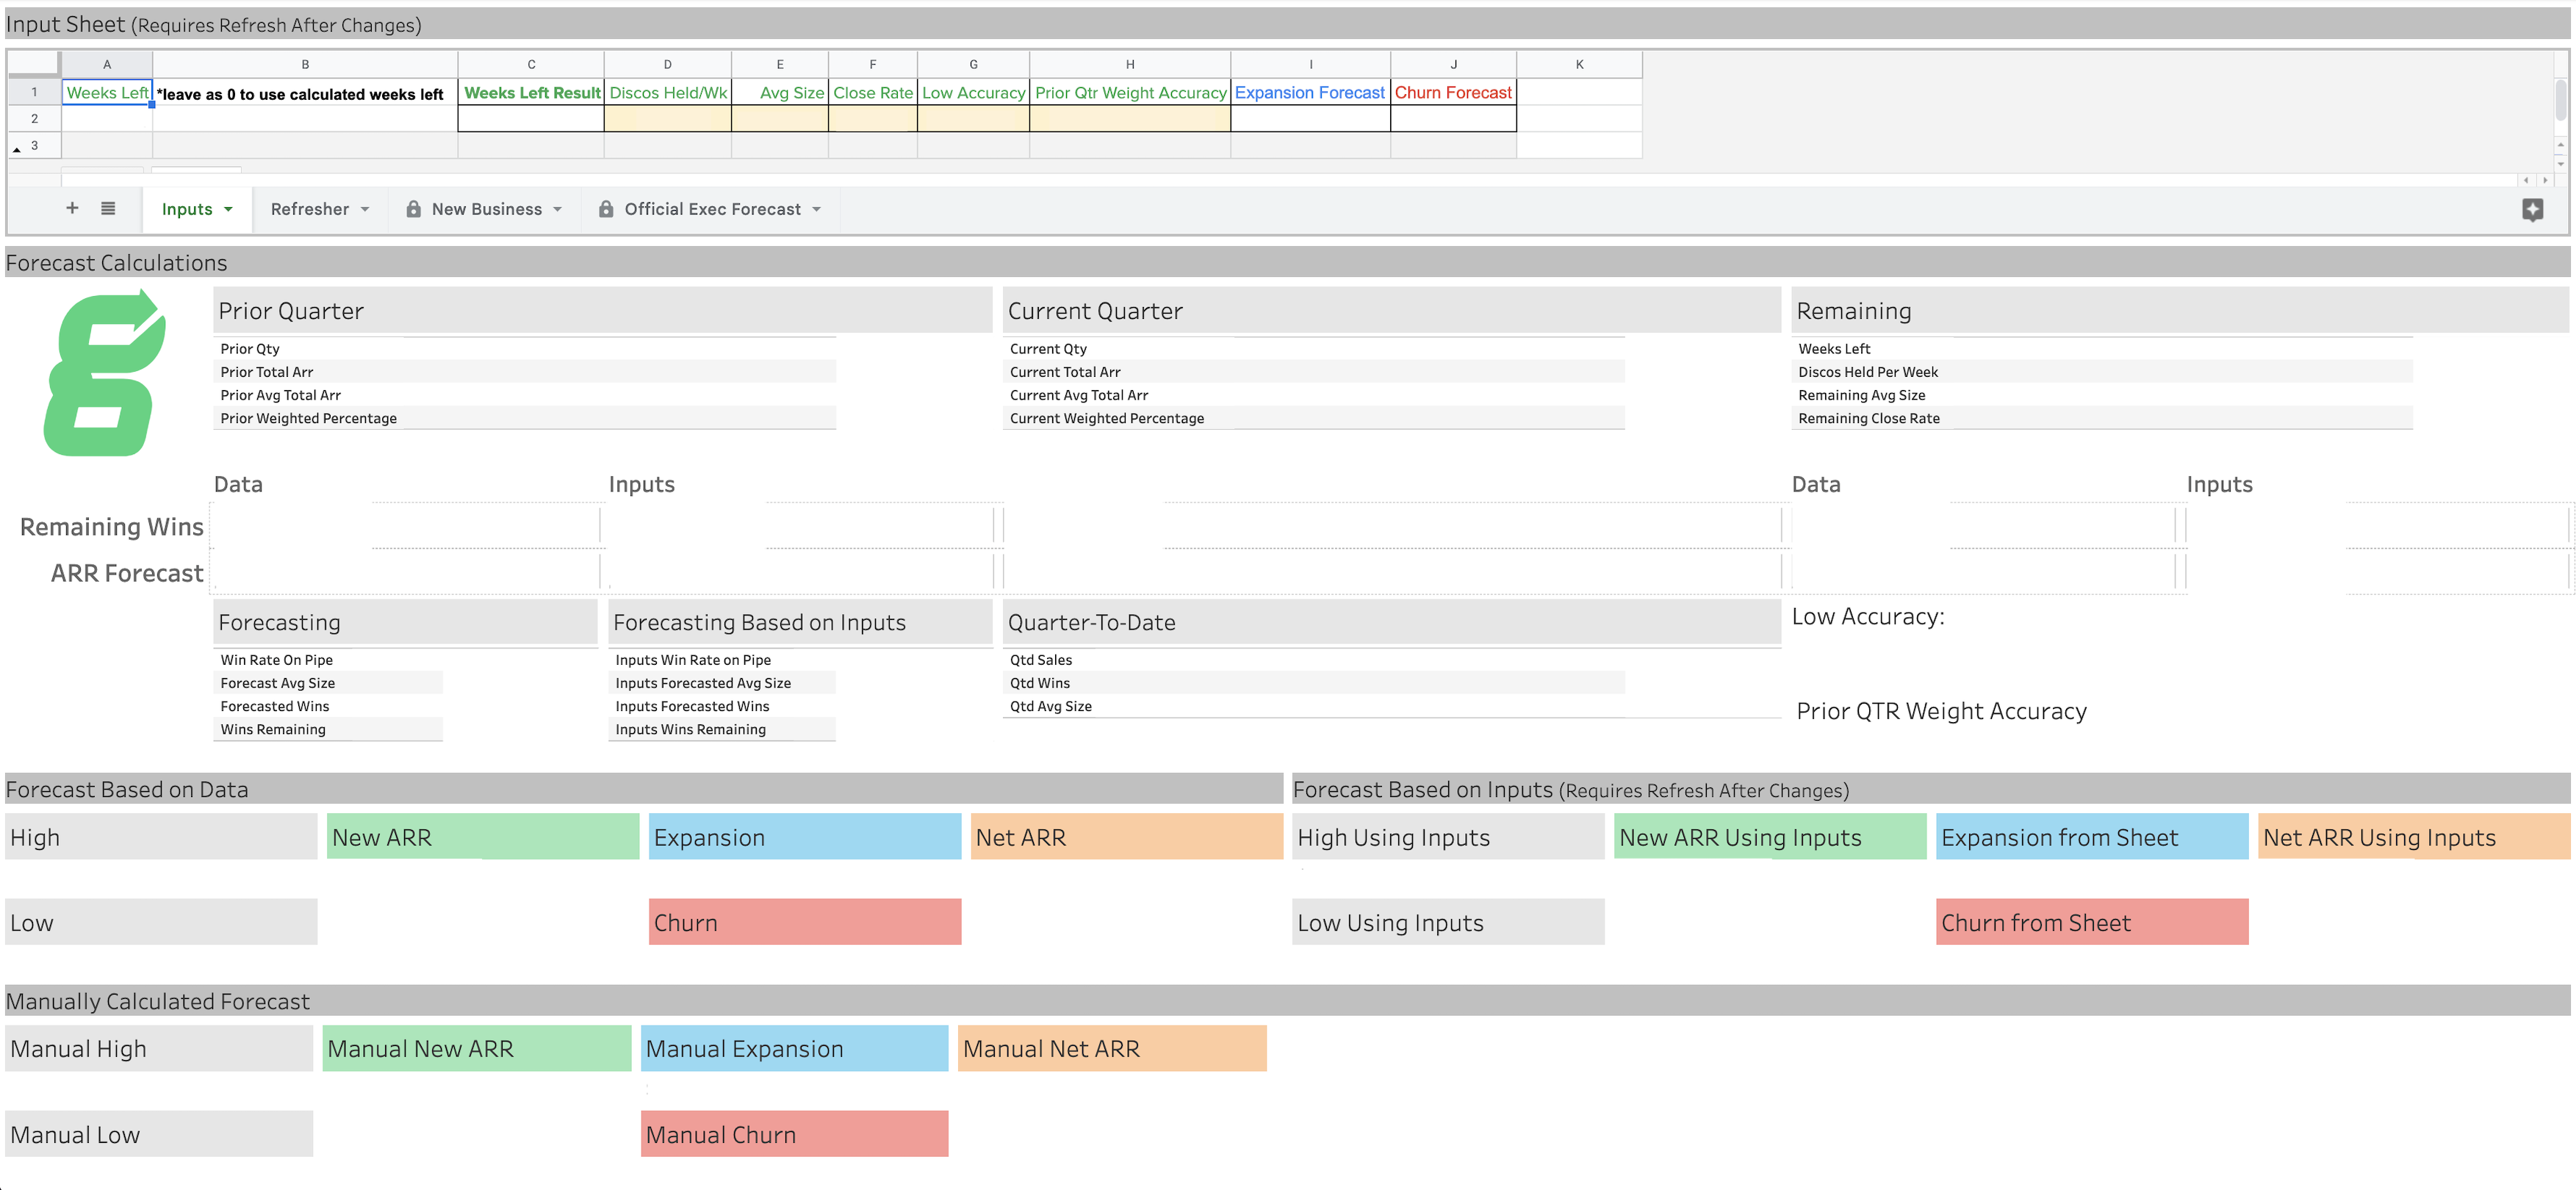 Input Sheet (Requires Refresh After Changes)
A B C D E F G H I J K
1 Weeks Left *leave as 0 to use calculated weeks left Weeks Left Result Discos Held/Wk Avg Size Close Rate Low Accuracy Prior Qtr Weight Accuracy Expansion Forecast Churn Forecast
2
3
Inputs Refresher New Business Official Exec Forecast
Forecast Calculations
Prior Quarter
Prior Qty
Prior Total Arr
Prior Avg Total Arr
Prior Weighted Percentage
Current Quarter
Current Qty
Current Total Arr
Current Avg Total Arr
Current Weighted Percentage
Remaining
Weeks Left
Discos Held Per Week
Remaining Avg Size
Remaining Close Rate
Data Inputs Data Inputs
Remaining Wins
ARR Forecast
Forecasting
Win Rate On Pipe
Forecast Avg Size
Forecasted Wins
Wins Remaining
Forecasting Based on Inputs
Inputs Win Rate on Pipe
Inputs Forecasted Avg Size
Inputs Forecasted Wins
Inputs Wins Remaining
Quarter-To-Date
Qtd Sales
Qtd Wins
Qtd Avg Size
Low Accuracy:
Prior QTR Weight Accuracy
Forecast Based on Data
High New ARR Expansion Net ARR
Low Churn
Forecast Based on Inputs (Requires Refresh After Changes)
High Using Inputs New ARR Using Inputs Expansion from Sheet Net ARR Using Inputs
Low Using Inputs Churn from Sheet
Manually Calculated Forecast
Manual High Manual New ARR Manual Expansion Manual Net ARR
Manual Low Manual Churn